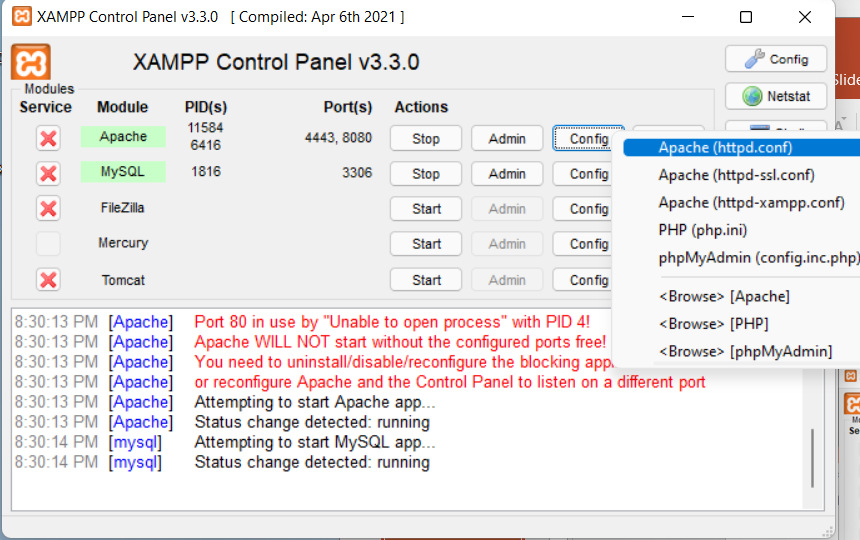 XAMPP Control Panel v3.3.0 [ Compiled: Apr 6th 2021 ]
XAMPP Control Panel v3.3.0
Config
Netstat
Modules
Service Module PID(s) Port(s) Actions
Apache 11584 6416 4443, 8080 Stop Admin Config
MySQL 1816 3306 Stop Admin Config
FileZilla Start Admin Config
Mercury Start Admin Config
Tomcat Start Admin Config
Apache (httpd.conf)
Apache (httpd-ssl.conf)
Apache (httpd-xampp.conf)
PHP (php.ini)
phpMyAdmin (config.inc.php)
<Browse> [Apache]
<Browse> [PHP]
<Browse> [phpMyAdmin]
8:30:13 PM [Apache] Port 80 in use by "Unable to open process" with PID 4!
8:30:13 PM [Apache] Apache WILL NOT start without the configured ports free!
8:30:13 PM [Apache] You need to uninstall/disable/reconfigure the blocking
8:30:13 PM [Apache] or reconfigure Apache and the Control Panel to listen on a different port
8:30:13 PM [Apache] Attempting to start Apache app...
8:30:13 PM [Apache] Status change detected: running
8:30:14 PM [mysql] Attempting to start MySQL app...
8:30:14 PM [mysql] Status change detected: running